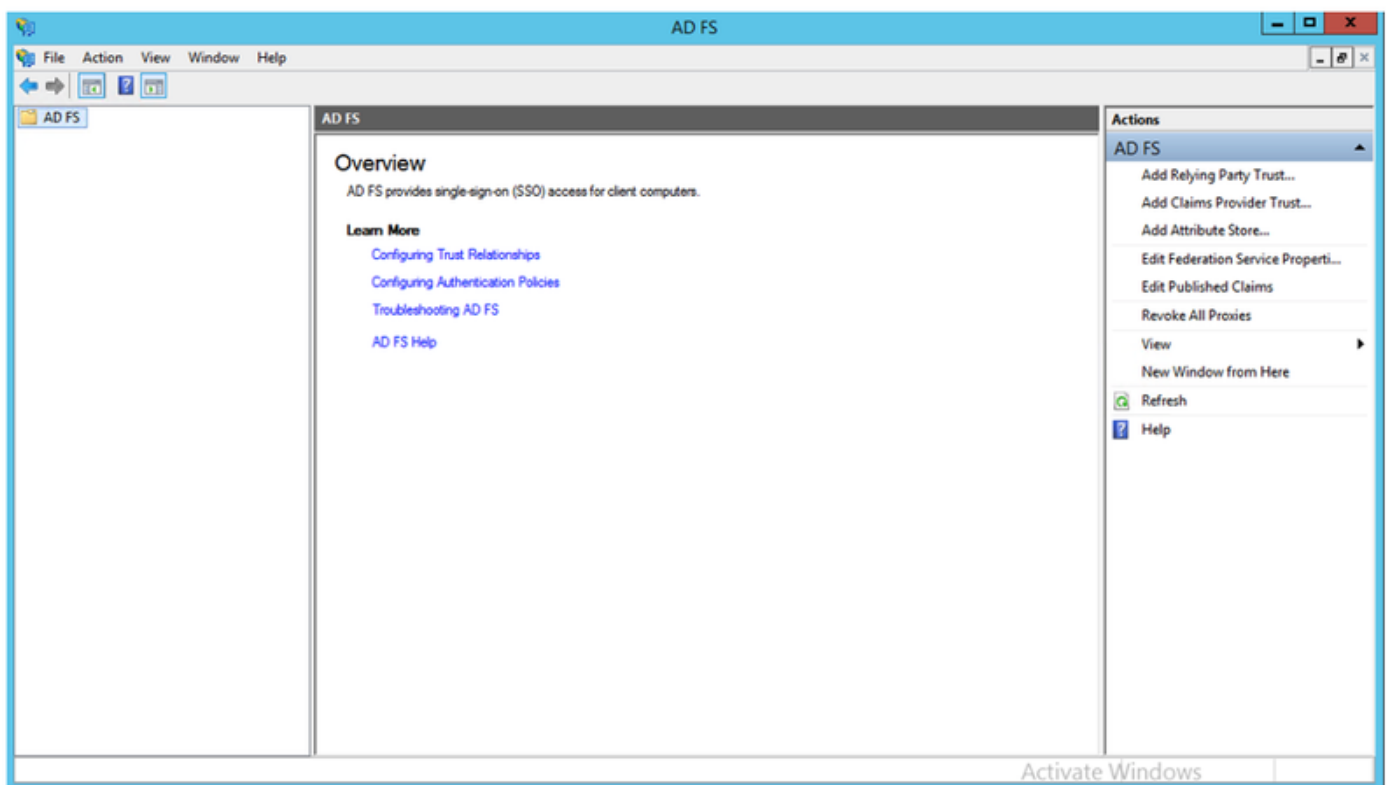 AD FS
File Action View Window Help
AD FS
AD FS
Overview
AD FS provides single-sign-on (SSO) access for client computers.
Learn More
Configuring Trust Relationships
Configuring Authentication Policies
Troubleshooting AD FS
AD FS Help
Actions
AD FS
Add Relying Party Trust...
Add Claims Provider Trust...
Add Attribute Store...
Edit Federation Service Properti...
Edit Published Claims
Revoke All Proxies
View
New Window from Here
Refresh
Help
Activate Windows